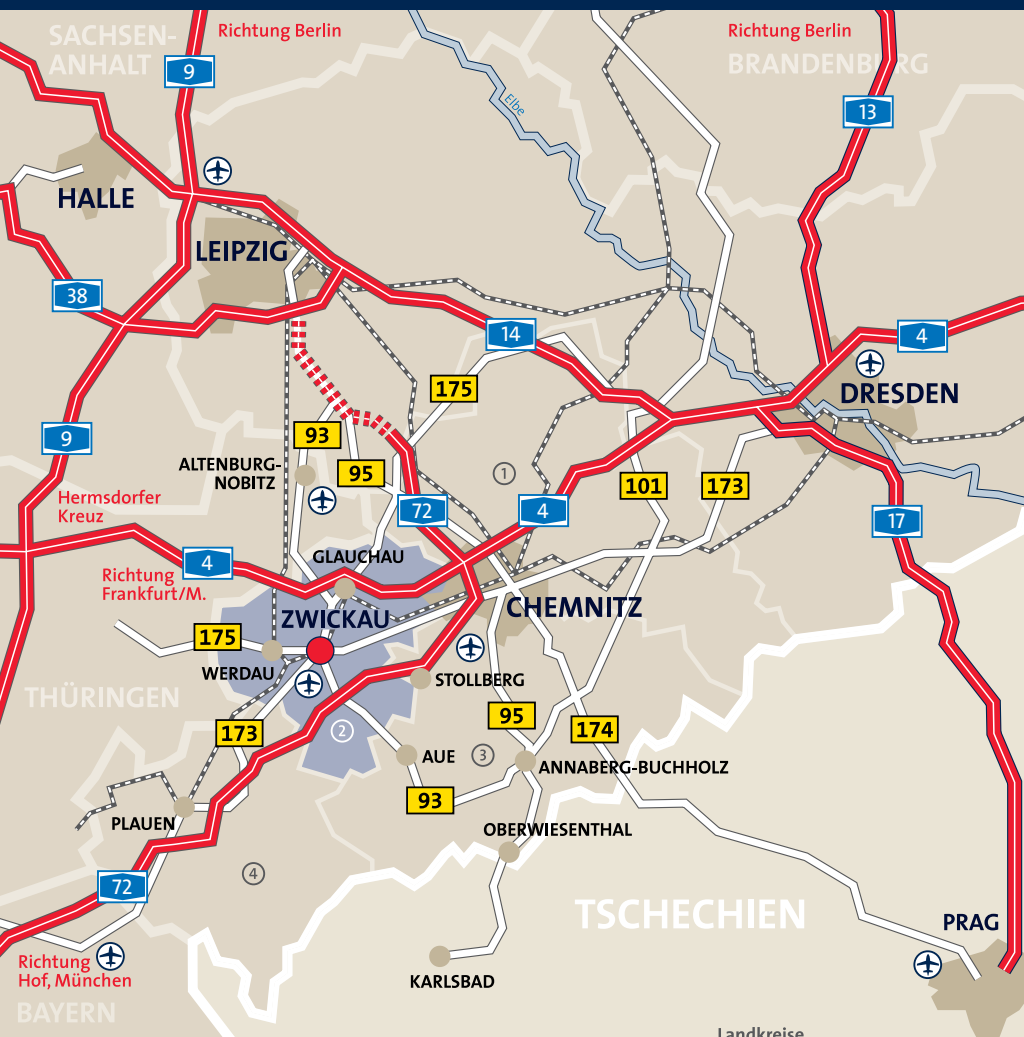 Richtung Berlin
Richtung Berlin
SACHSEN-
ANHALT
BRANDENBURG
9
13
Elbe
HALLE
LEIPZIG
38
14
4
DRESDEN
175
9
93
ALTENBURG-
NOBITZ
95
1
101
173
Hermsdorfer
Kreuz
72
4
17
GLAUCHAU
4
Richtung
Frankfurt/M.
ZWICKAU
CHEMNITZ
175
WERDAU
STOLLBERG
THÜRINGEN
173
2
95
174
AUE
3
ANNABERG-BUCHHOLZ
93
PLAUEN
OBERWIESENTHAL
4
72
TSCHECHIEN
PRAG
Richtung
Hof, München
KARLSBAD
BAYERN
Landkreise